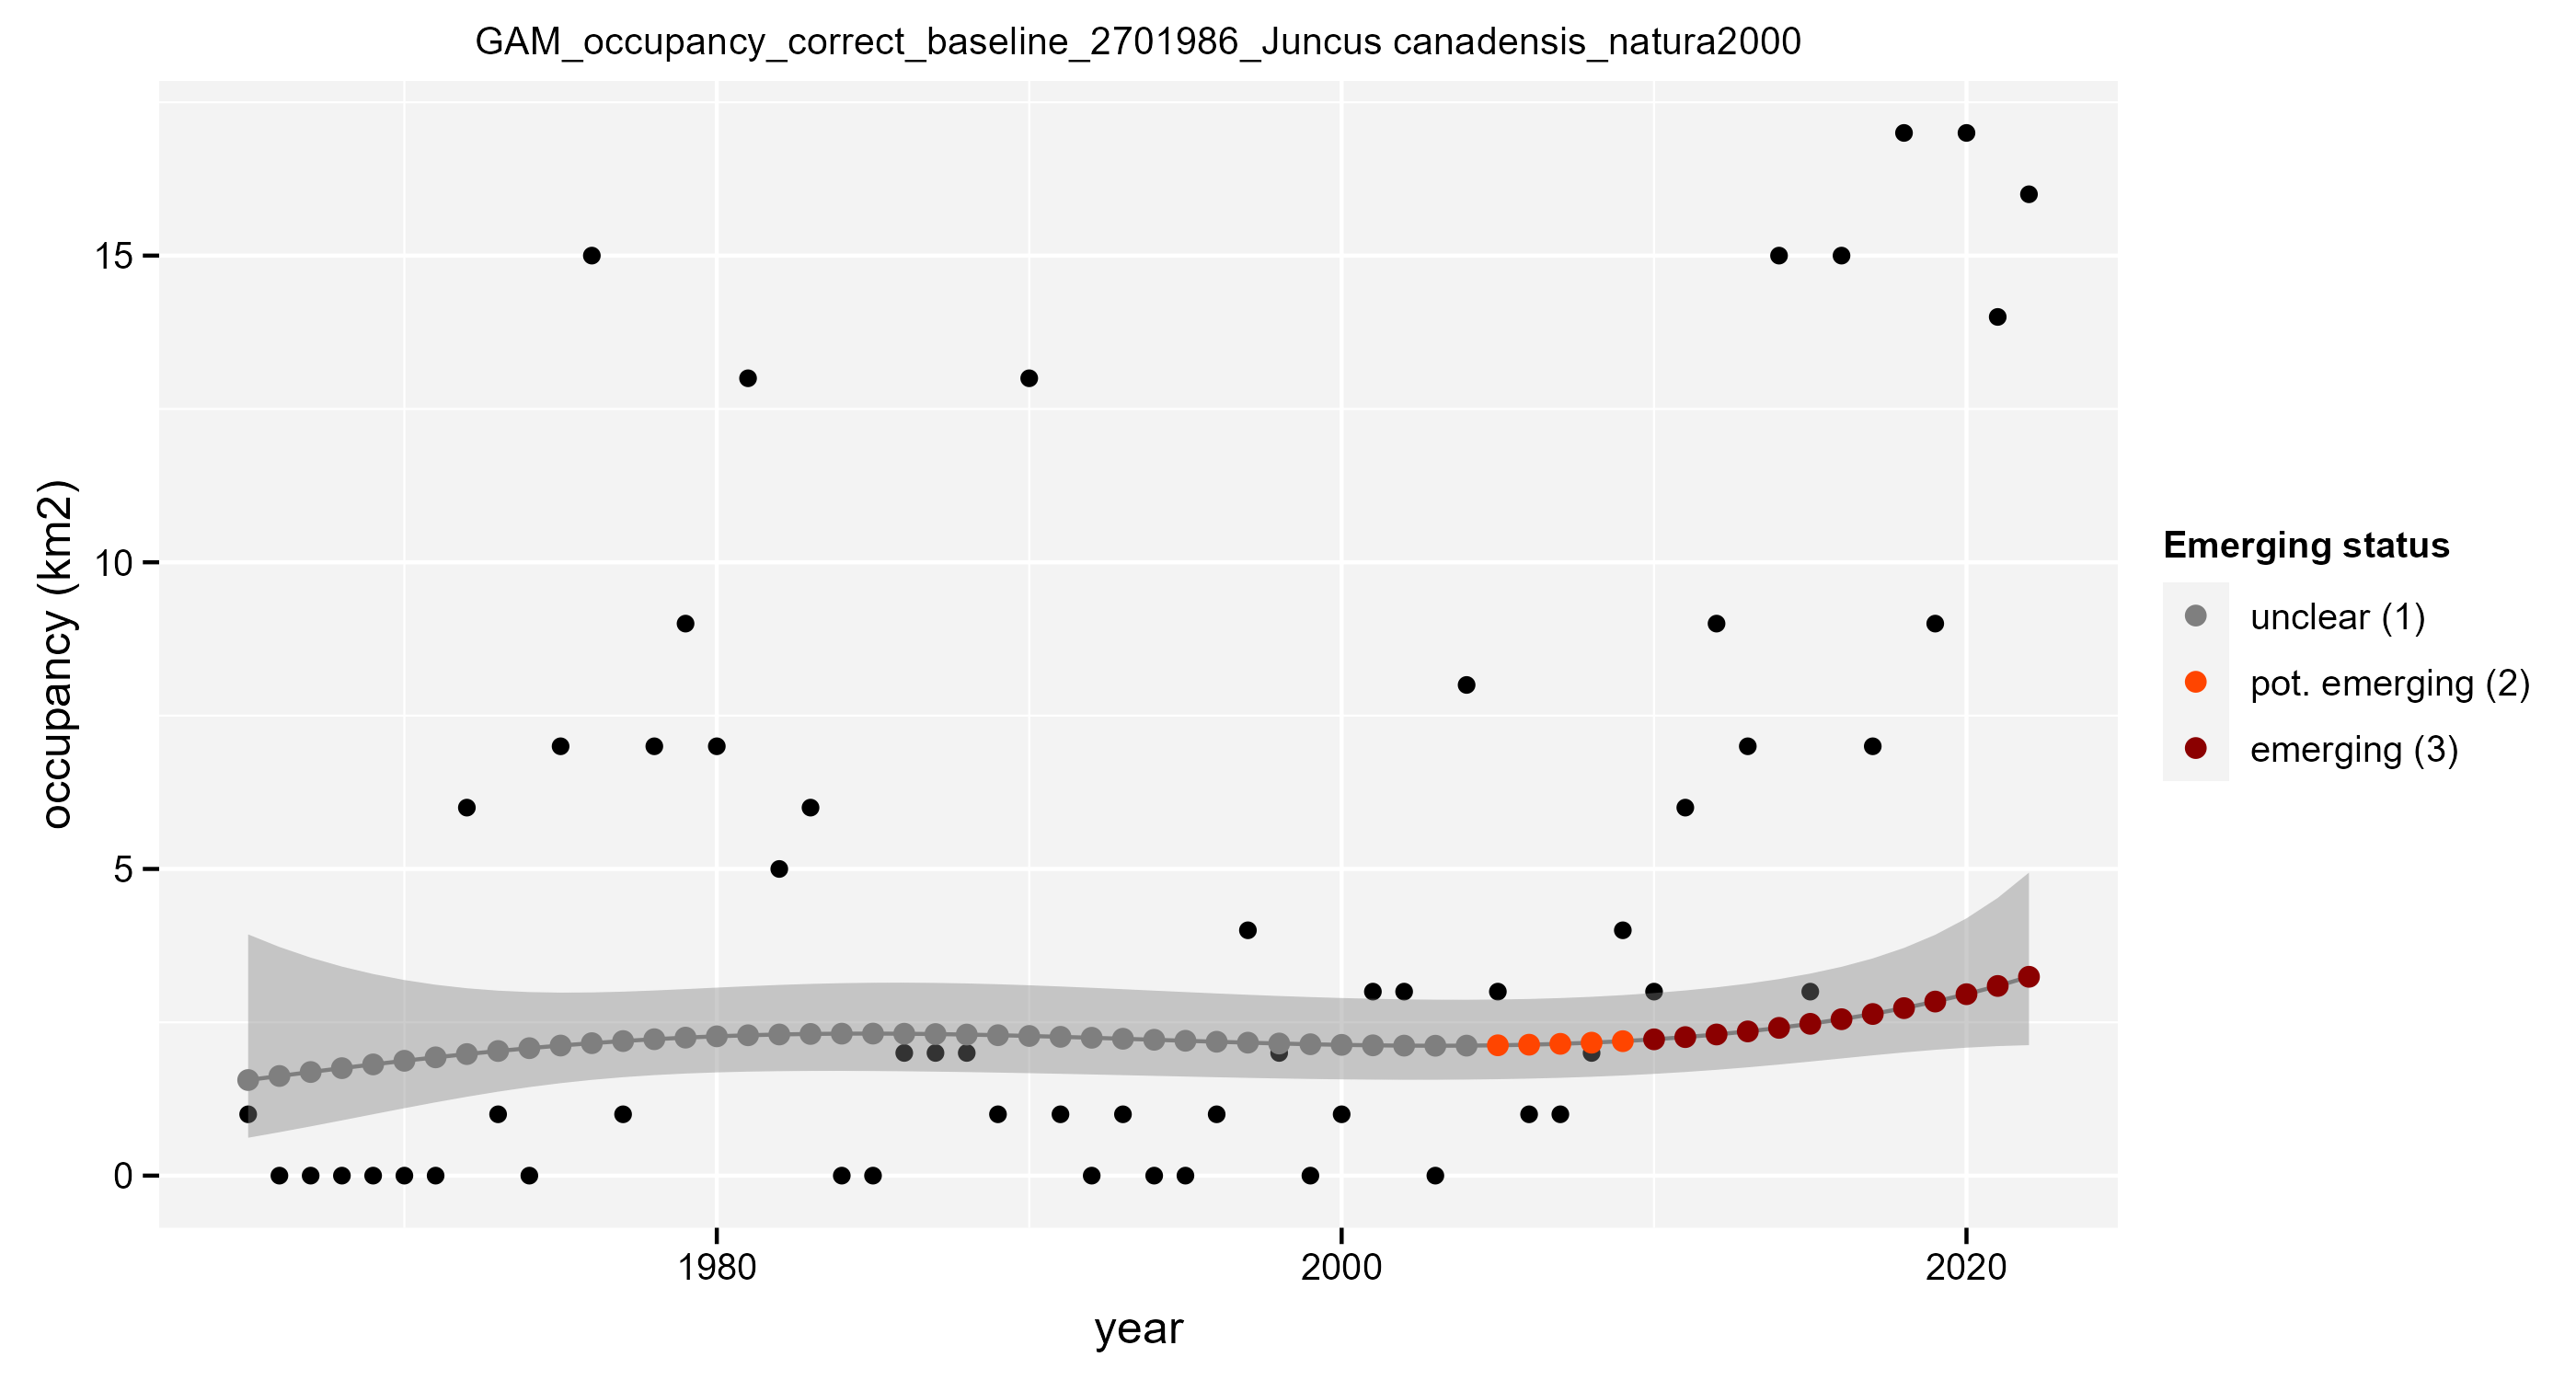 GAM_occupancy_correct_baseline_2701986_Juncus canadensis_natura2000
occupancy (km2)
15
10
5
0
1980
2000
2020
year
Emerging status
unclear (1)
pot. emerging (2)
emerging (3)